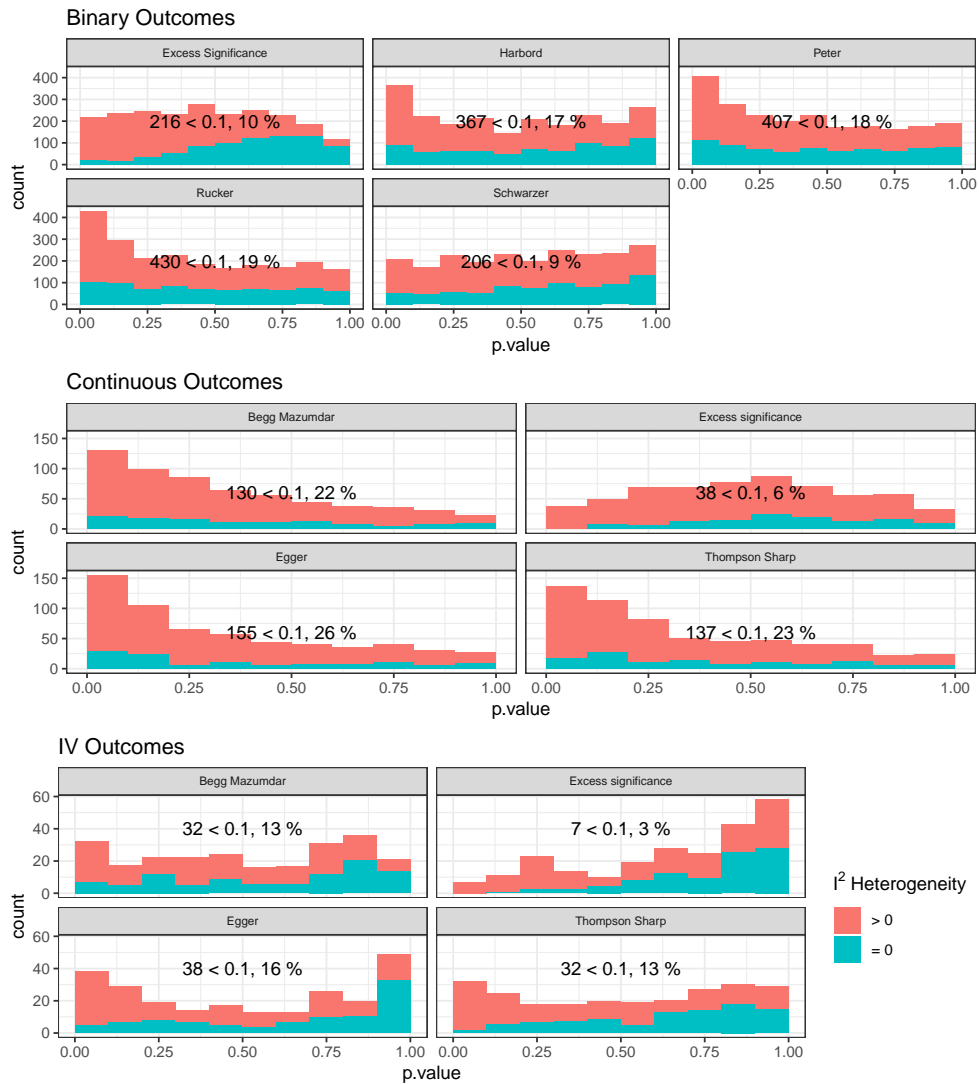 Binary Outcomes
Excess Significance
Harbord
Peter
400
300
200
100
0
216 < 0.1, 10 %
367 < 0.1, 17 %
407 < 0.1, 18 %
0.00 0.25 0.50 0.75 1.00
count
Rucker
Schwarzer
400
300
200
100
0
430 < 0.1, 19 %
206 < 0.1, 9 %
0.00 0.25 0.50 0.75 1.00
0.00 0.25 0.50 0.75 1.00
p.value
Continuous Outcomes
Begg Mazumdar
Excess significance
150
100
50
0
130 < 0.1, 22 %
38 < 0.1, 6 %
count
Egger
Thompson Sharp
150
100
50
0
155 < 0.1, 26 %
137 < 0.1, 23 %
0.00 0.25 0.50 0.75 1.00
0.00 0.25 0.50 0.75 1.00
p.value
IV Outcomes
Begg Mazumdar
Excess significance
60
40
20
0
32 < 0.1, 13 %
7 < 0.1, 3 %
count
Egger
Thompson Sharp
60
40
20
0
38 < 0.1, 16 %
32 < 0.1, 13 %
0.00 0.25 0.50 0.75 1.00
0.00 0.25 0.50 0.75 1.00
p.value
I² Heterogeneity
> 0
= 0